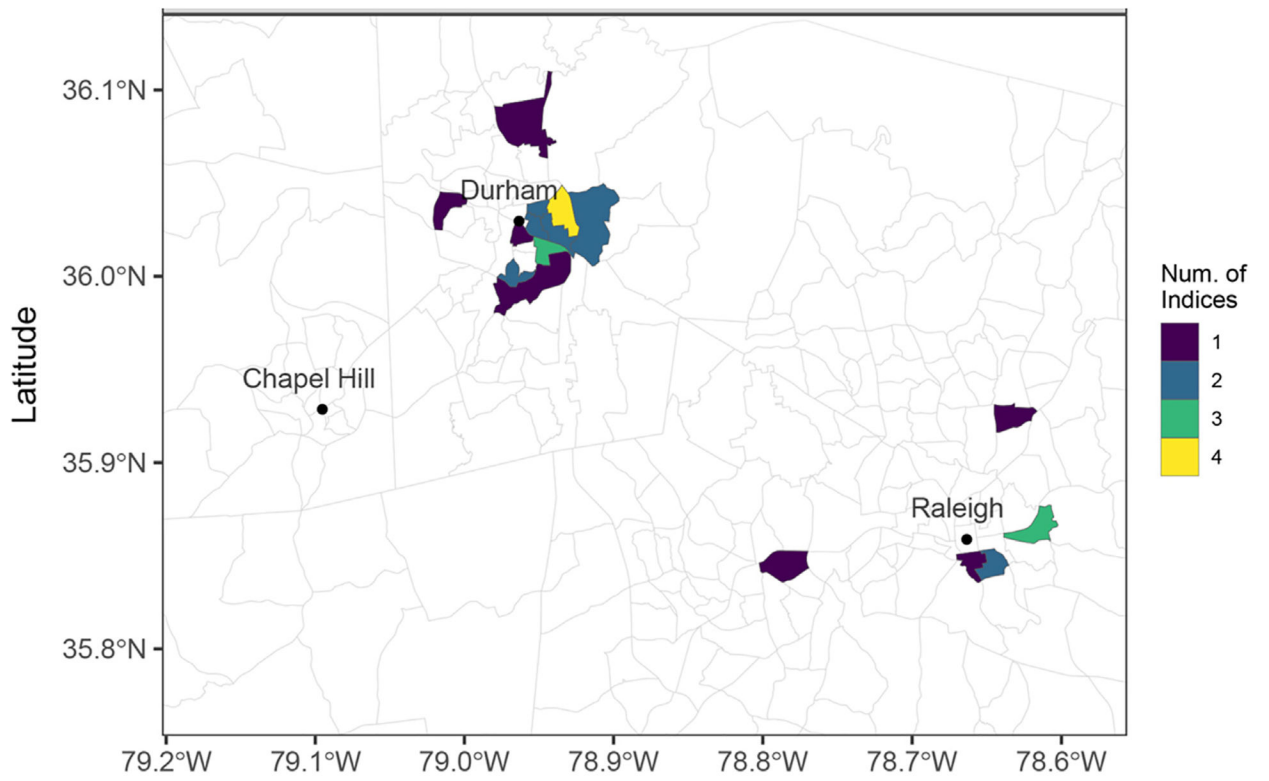 36.1°N
36.0°N
35.9°N
35.8°N
Latitude
Durham
Chapel Hill
Raleigh
79.2°W 79.1°W 79.0°W 78.9°W 78.8°W 78.7°W 78.6°W
Num. of
Indices
1
2
3
4